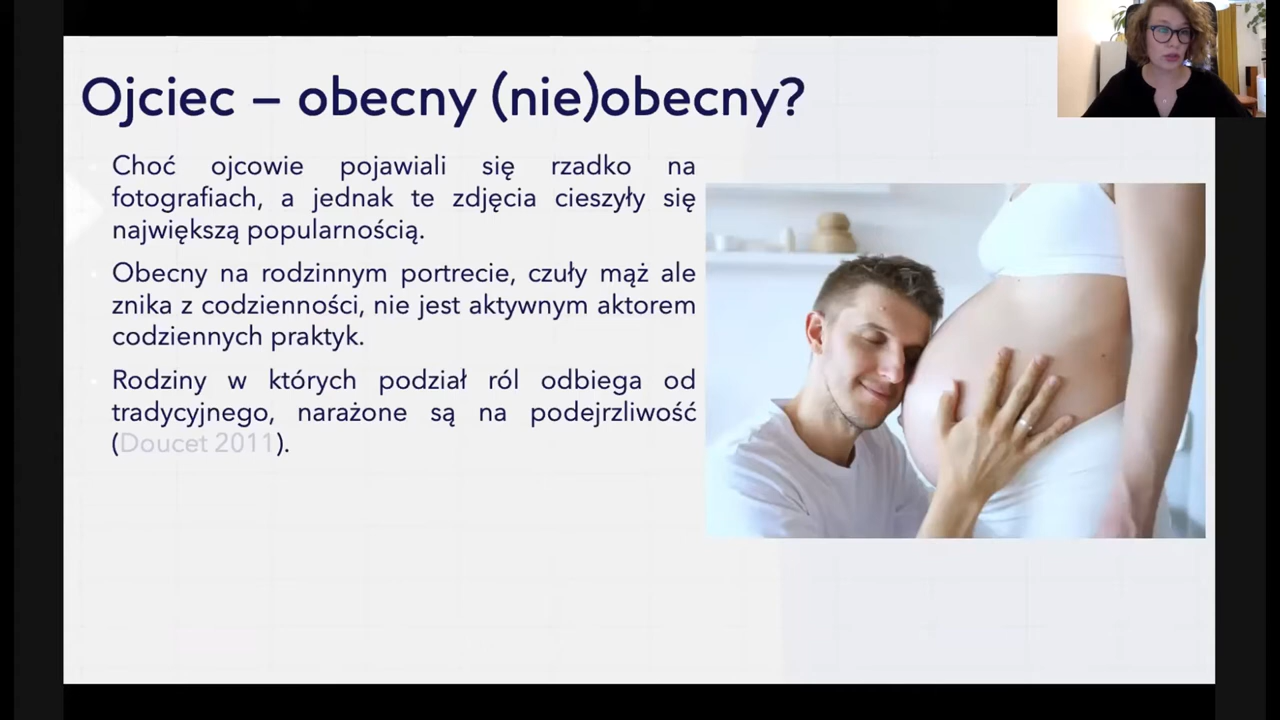 Ojciec – obecny (nie)obecny?
Choć ojcowie pojawiali się rzadko na
fotografiach, a jednak te zdjęcia cieszyły się
największą popularnością.
Obecny na rodzinnym portrecie, czuły mąż ale
znika z codzienności, nie jest aktywnym aktorem
codziennych praktyk.
Rodziny w których podział ról odbiega od
tradycyjnego, narażone są na podejrzliwość
(Doucet 2011).